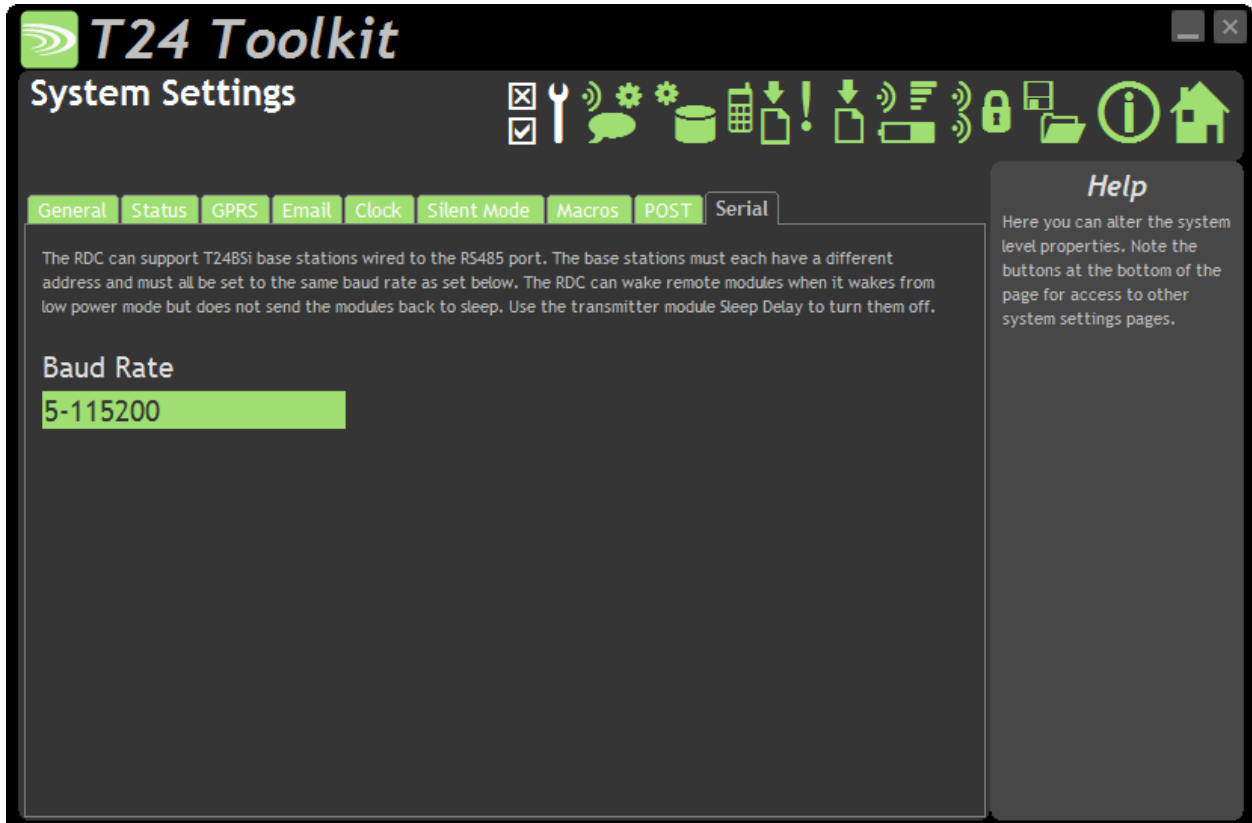 T24 Toolkit
System Settings
General Status GPRS Email Clock Silent Mode Macros POST Serial
The RDC can support T24BSi base stations wired to the RS485 port. The base stations must each have a different
address and must all be set to the same baud rate as set below. The RDC can wake remote modules when it wakes from
low power mode but does not send the modules back to sleep. Use the transmitter module Sleep Delay to turn them off.
Baud Rate
5-115200
Help
Here you can alter the system
level properties. Note the
buttons at the bottom of the
page for access to other
system settings pages.